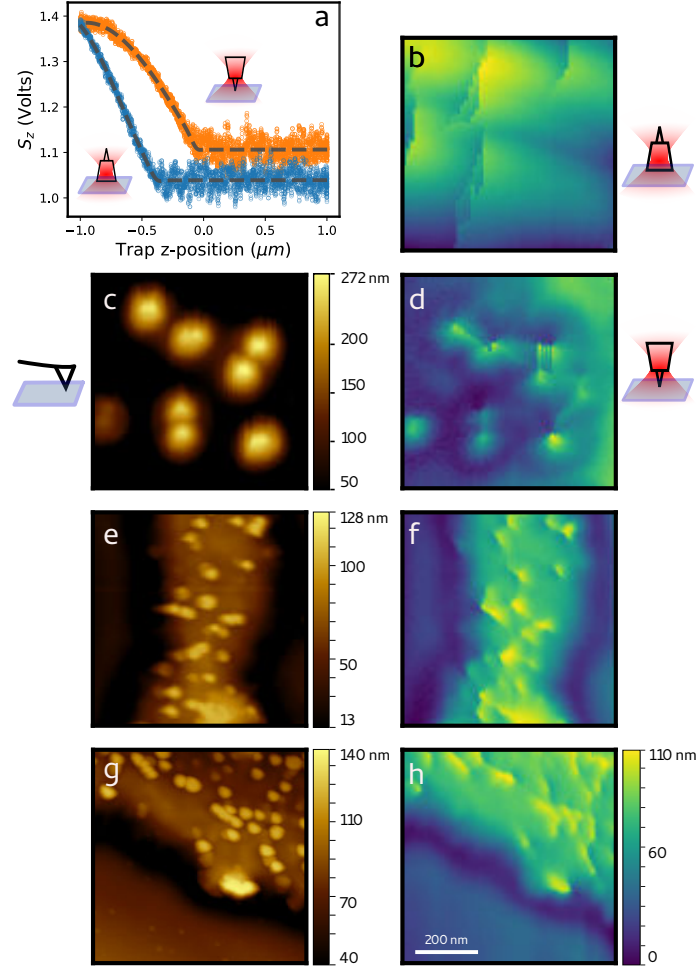 a
1.4
1.3
1.2
1.1
1.0
S_z (Volts)
−1.0 −0.5 0.0 0.5 1.0
Trap z-position (μm)
b
c
272 nm
200
150
100
50
d
e
128 nm
100
50
13
f
g
140 nm
110
70
40
h
200 nm
110 nm
60
0